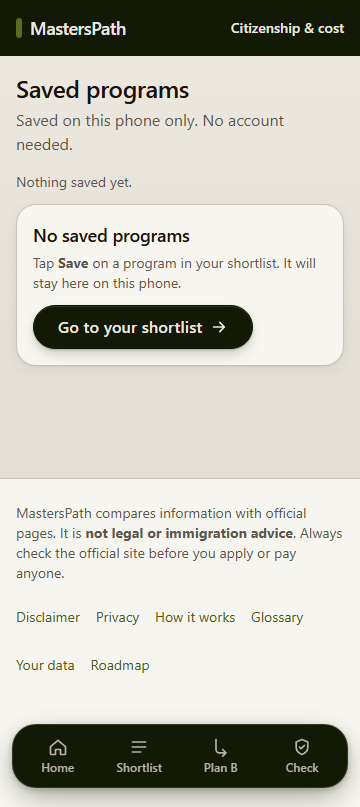 MastersPath
Citizenship & cost
Saved programs
Saved on this phone only. No account
needed.
Nothing saved yet.
No saved programs
Tap Save on a program in your shortlist. It will
stay here on this phone.
Go to your shortlist →
MastersPath compares information with official
pages. It is not legal or immigration advice. Always
check the official site before you apply or pay
anyone.
Disclaimer Privacy How it works Glossary
Your data Roadmap
Home Shortlist Plan B Check